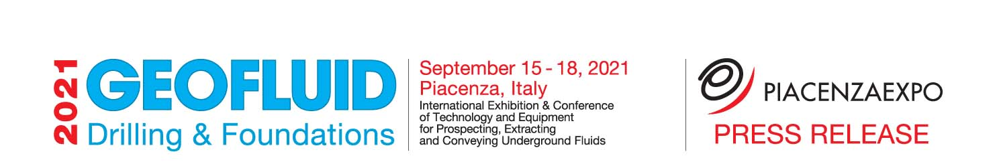 2021
GEOFLUID
Drilling & Foundations
September 15 - 18, 2021
Piacenza, Italy
International Exhibition & Conference
of Technology and Equipment
for Prospecting, Extracting
and Conveying Underground Fluids
PIACENZAEXPO
PRESS RELEASE